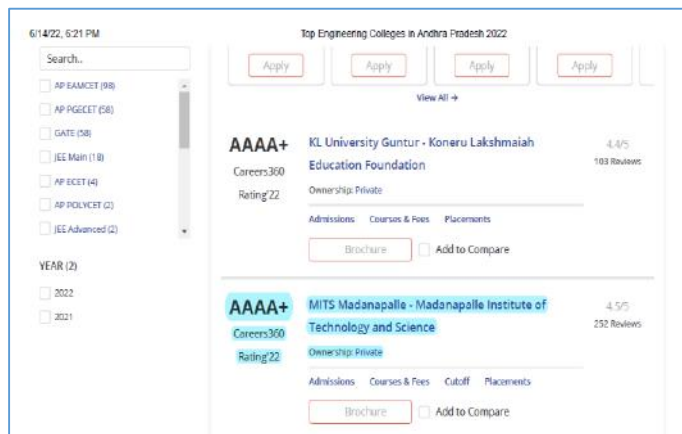 6/14/22, 6:21 PM
Top Engineering Colleges in Andhra Pradesh 2022
Search..
AP EAMCET (98)
AP PGECET (58)
GATE (58)
JEE Main (18)
AP ECET (4)
AP POLYCET (2)
JEE Advanced (2)
YEAR (2)
2022
2021
Apply
Apply
Apply
Apply
View All →
AAAA+
Careers360
Rating'22
KL University Guntur - Koneru Lakshmaiah
Education Foundation
Ownership: Private
4.4/5
103 Reviews
Admissions Courses & Fees Placements
Brochure
Add to Compare
AAAA+
Careers360
Rating'22
MITS Madanapalle - Madanapalle Institute of
Technology and Science
Ownership: Private
4.5/5
252 Reviews
Admissions Courses & Fees Cutoff Placements
Brochure
Add to Compare